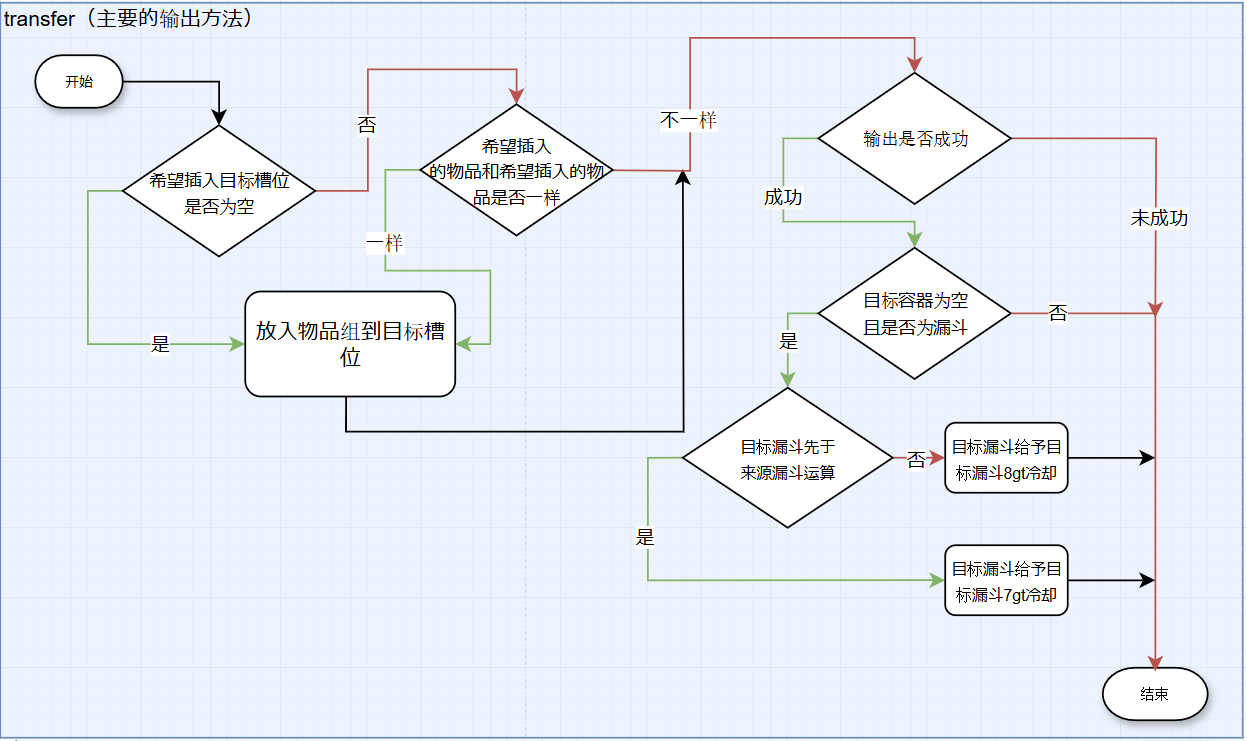 transfer（主要的输出方法）
开始
希望插入目标槽位
是否为空
否
是
希望插入
的物品和希望插入的物
品是否一样
一样
不一样
放入物品组到目标槽
位
输出是否成功
成功
未成功
目标容器为空
且是否为漏斗
否
是
目标漏斗先于
来源漏斗运算
否
是
目标漏斗给予目
标漏斗8gt冷却
目标漏斗给予目
标漏斗7gt冷却
结束